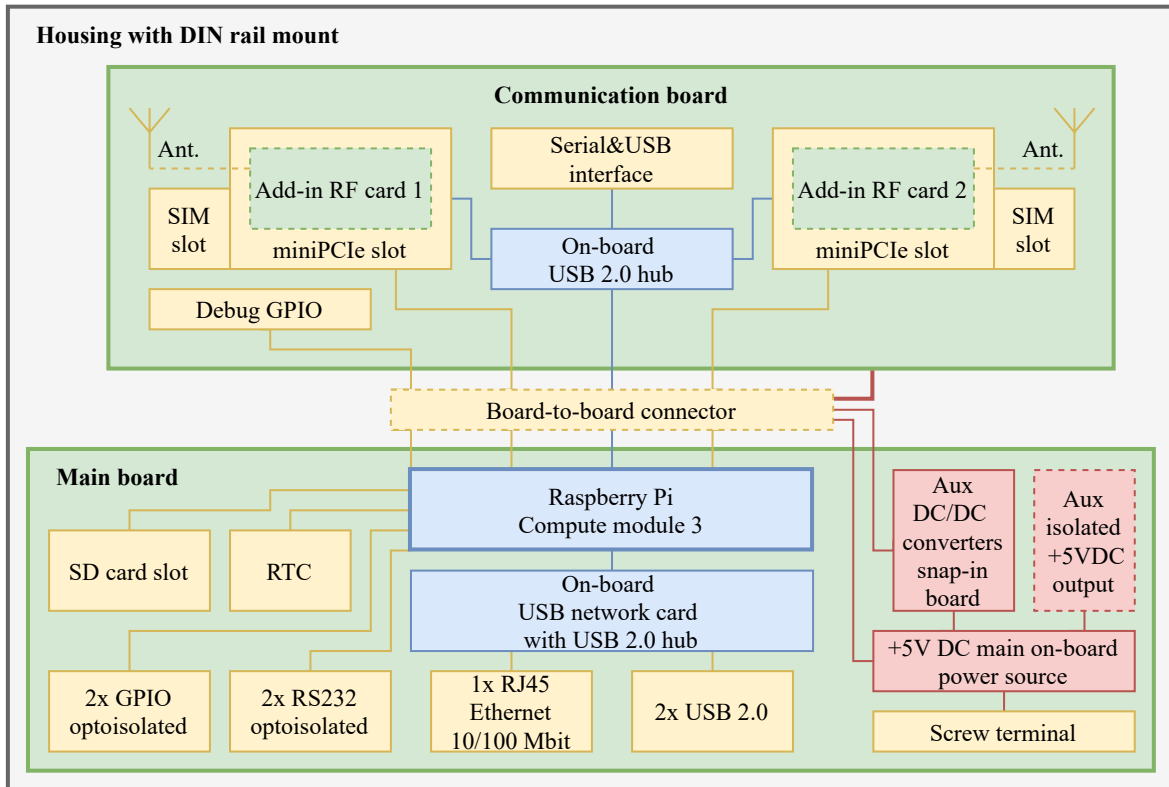 Housing with DIN rail mount
Communication board
Ant.
Add-in RF card 1
SIM
slot
miniPCIe slot
Serial&USB
interface
On-board
USB 2.0 hub
Ant.
Add-in RF card 2
miniPCIe slot
SIM
slot
Debug GPIO
Board-to-board connector
Main board
Raspberry Pi
Compute module 3
SD card slot
RTC
On-board
USB network card
with USB 2.0 hub
Aux
DC/DC
converters
snap-in
board
Aux
isolated
+5VDC
output
+5V DC main on-board
power source
2x GPIO
optoisolated
2x RS232
optoisolated
1x RJ45
Ethernet
10/100 Mbit
2x USB 2.0
Screw terminal